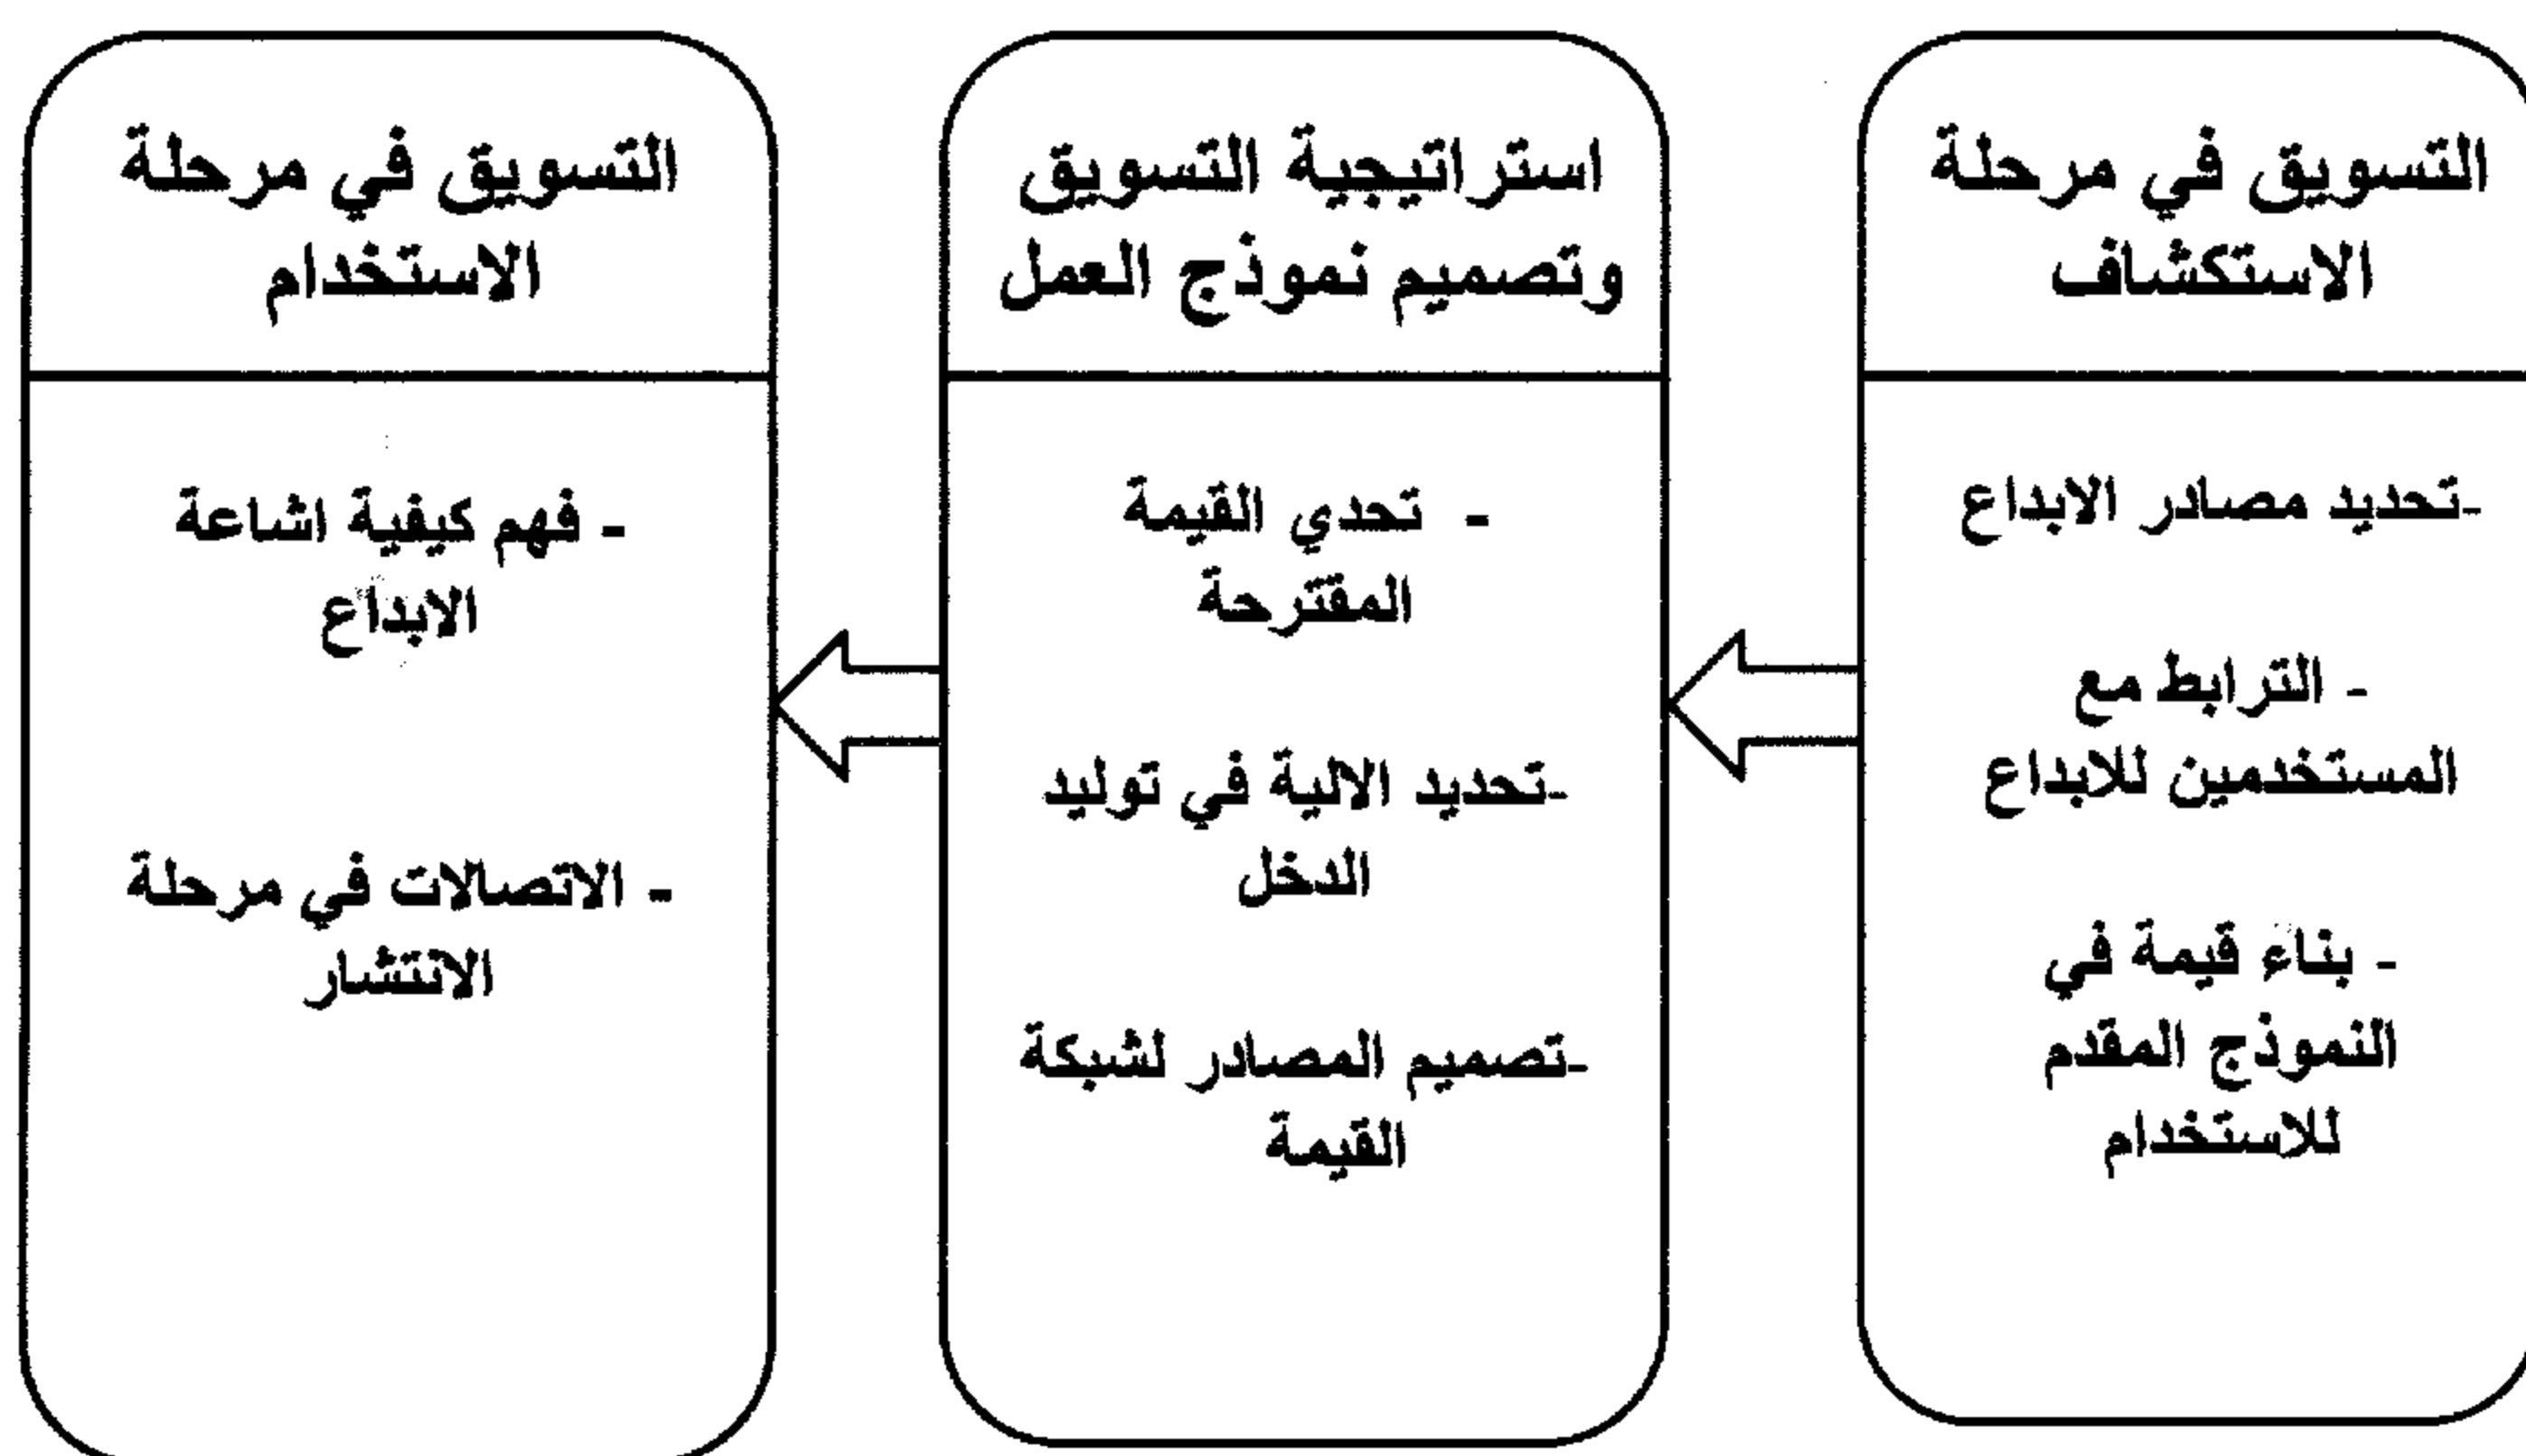 التسويق في مرحلة
الاستكشاف
-تحديد مصادر الابداع
- الترابط مع
المستخدمين للابداع
- بناء قيمة في
النموذج المقدم
للاستخدام
استراتيجية التسويق
وتصميم نموذج العمل
- تحدي القيمة
المقترحة
-تحديد الالية في توليد
الدخل
-تصميم المصادر لشبكة
القيمة
التسويق في مرحلة
الاستخدام
- فهم كيفية اشاعة
الابداع
- الاتصالات في مرحلة
الانتشار